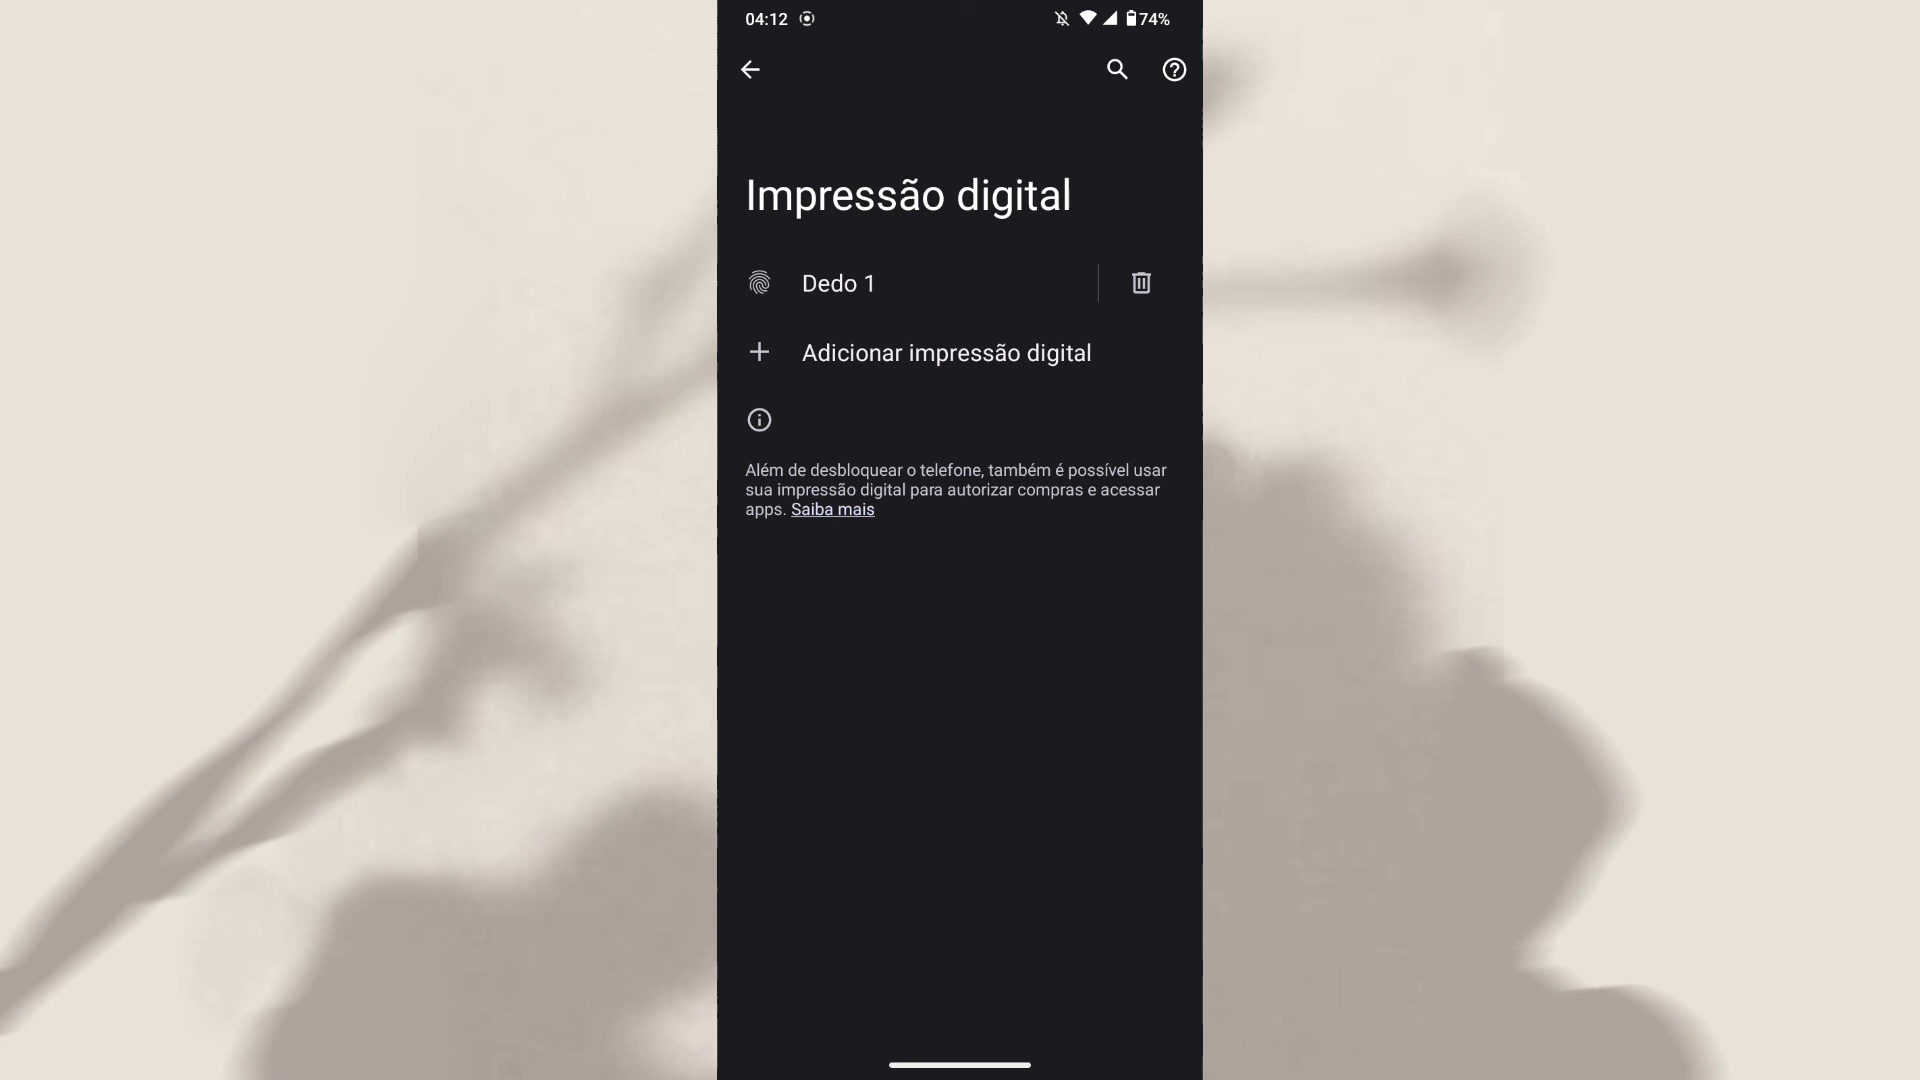 04:12 74%
Impressão digital
Dedo 1
Adicionar impressão digital
Além de desbloquear o telefone, também é possível usar
sua impressão digital para autorizar compras e acessar
apps. Saiba mais